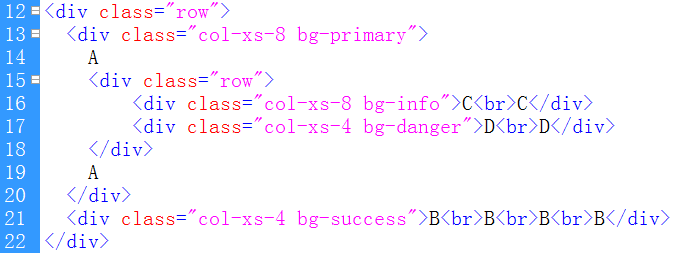 12 <div class="row">
13   <div class="col-xs-8 bg-primary">
14     A
15     <div class="row">
16         <div class="col-xs-8 bg-info">C<br>C</div>
17         <div class="col-xs-4 bg-danger">D<br>D</div>
18     </div>
19     A
20   </div>
21   <div class="col-xs-4 bg-success">B<br>B<br>B<br>B</div>
22 </div>